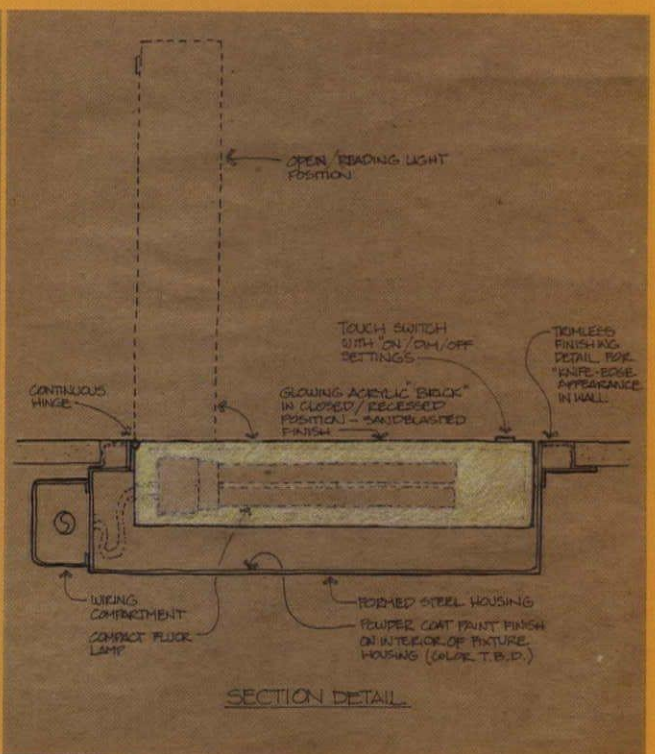 OPEN/READING LIGHT
POSITION
TOUCH SWITCH
WITH "ON/DIM/OFF
SETTINGS
TRIMLESS
FINISHING
DETAIL FOR
"KNIFE-EDGE
APPEARANCE
IN WALL.
CONTINUOUS
HINGE
GLOWING ACRYLIC "BRICK"
IN CLOSED/RECESSED
POSITION - SANDBLASTED
FINISH
WIRING
COMPARTMENT
COMPACT FLUOR
LAMP
FORMED STEEL HOUSING
POWDER COAT PAINT FINISH
ON INTERIOR OF FIXTURE
HOUSING (COLOR T.B.D.)
SECTION DETAIL